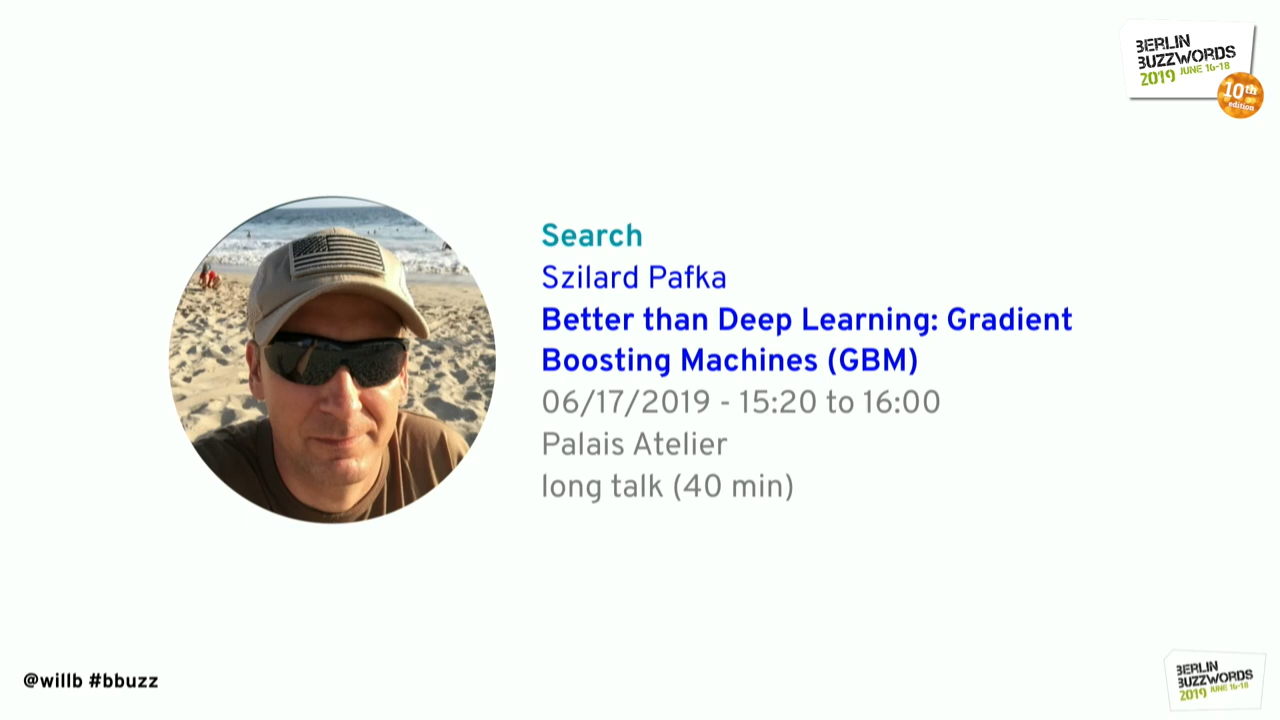 BERLIN
BUZZWORDS
2019 JUNE 16-18
10th
edition
Search
Szilard Pafka
Better than Deep Learning: Gradient
Boosting Machines (GBM)
06/17/2019 - 15:20 to 16:00
Palais Atelier
long talk (40 min)
@willb #bbuzz
BERLIN
BUZZWORDS
2019 JUNE 16-18